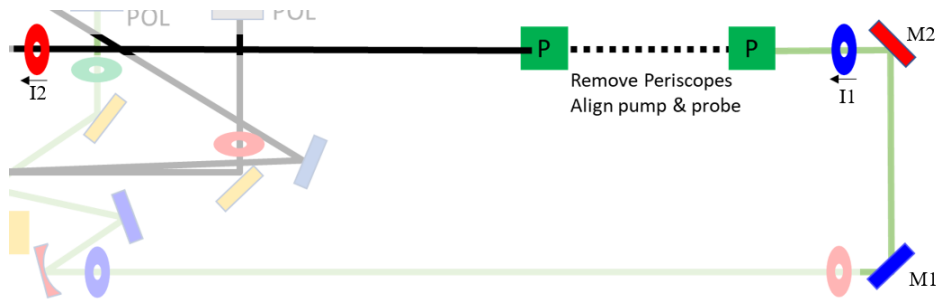 POL
POL
M2
P
P
I2
I1
Remove Periscopes
Align pump & probe
M1